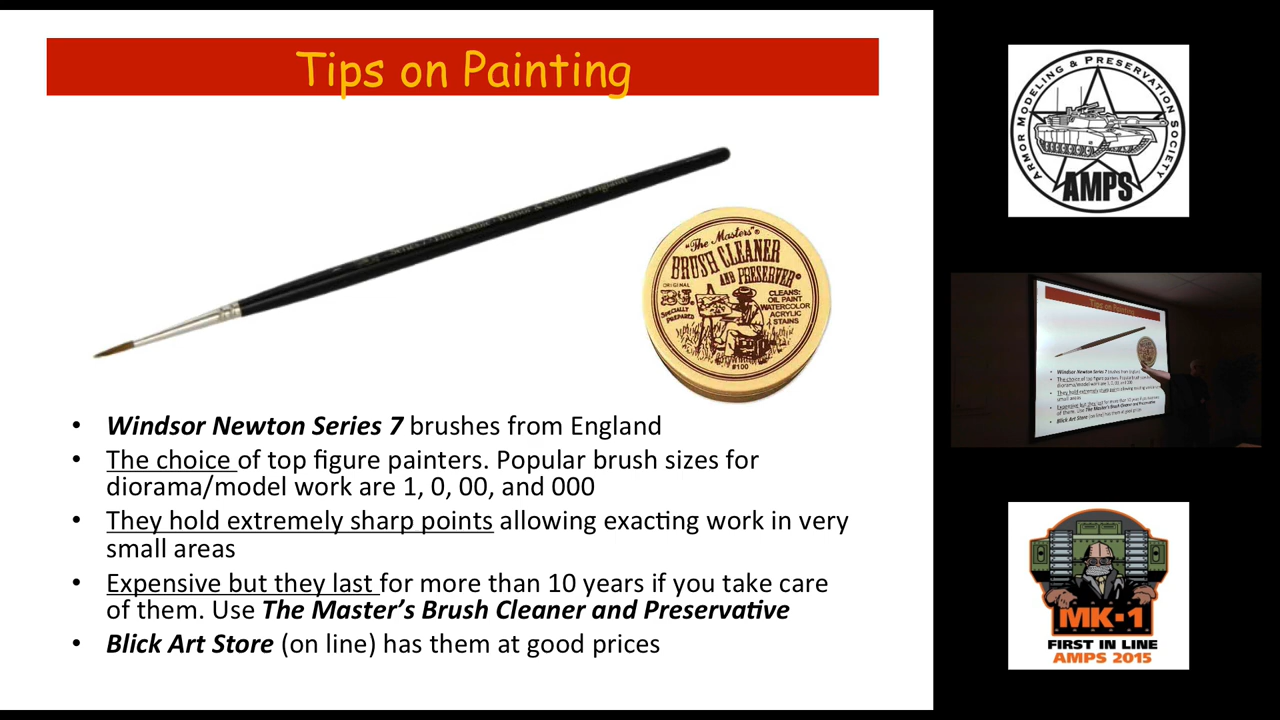 Tips on Painting
"The Masters"®
BRUSH CLEANER
AND PRESERVER®
ORIGINAL
SPECIALLY
PREPARED
CLEANS:
OIL PAINT
WATERCOLOR
ACRYLIC
STAINS
#100
• Windsor Newton Series 7 brushes from England
• The choice of top figure painters. Popular brush sizes for
diorama/model work are 1, 0, 00, and 000
• They hold extremely sharp points allowing exacting work in very
small areas
• Expensive but they last for more than 10 years if you take care
of them. Use The Master's Brush Cleaner and Preservative
• Blick Art Store (on line) has them at good prices
ARMOR MODELING & PRESERVATION SOCIETY
AMPS
Tips on Painting
MK-1
FIRST IN LINE
AMPS 2015